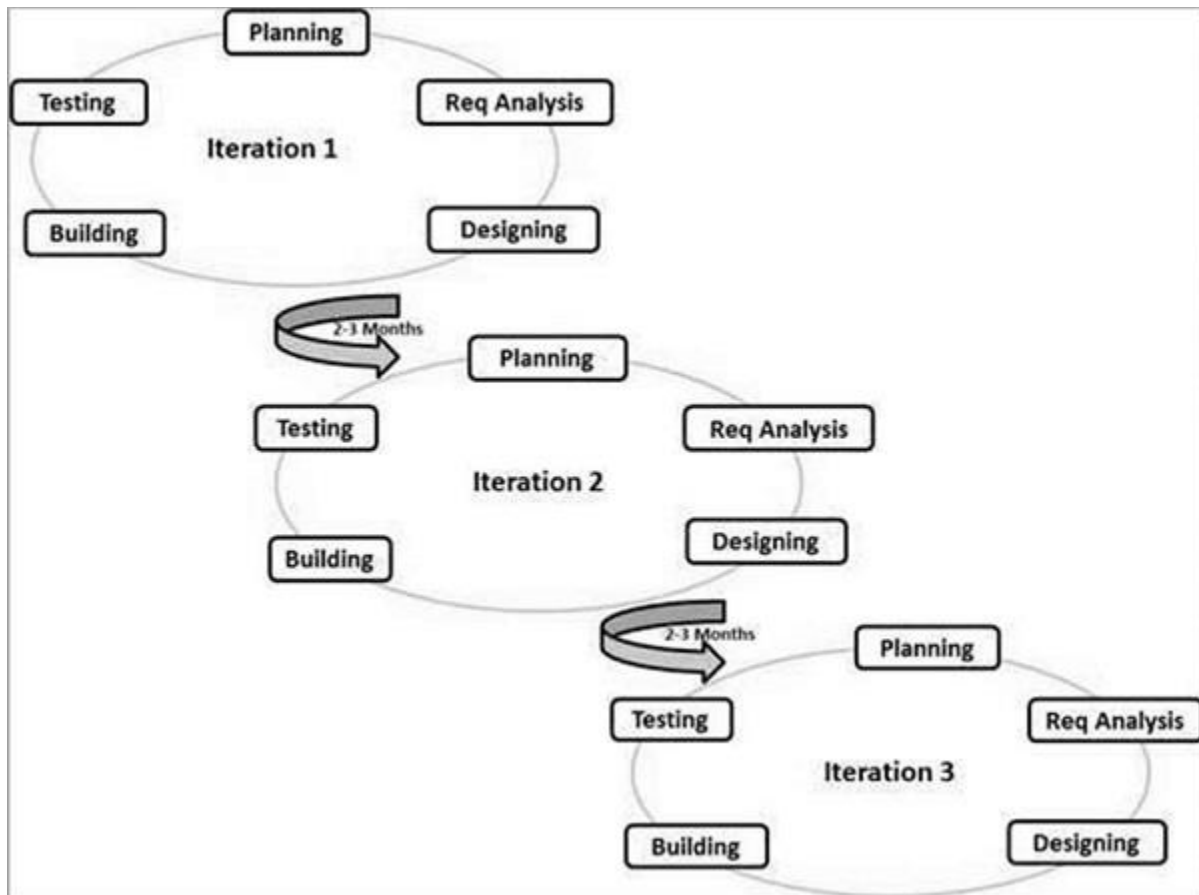 Planning
Testing
Req Analysis
Iteration 1
Building
Designing
2-3 Months
Planning
Testing
Req Analysis
Iteration 2
Building
Designing
2-3 Months
Planning
Testing
Req Analysis
Iteration 3
Building
Designing